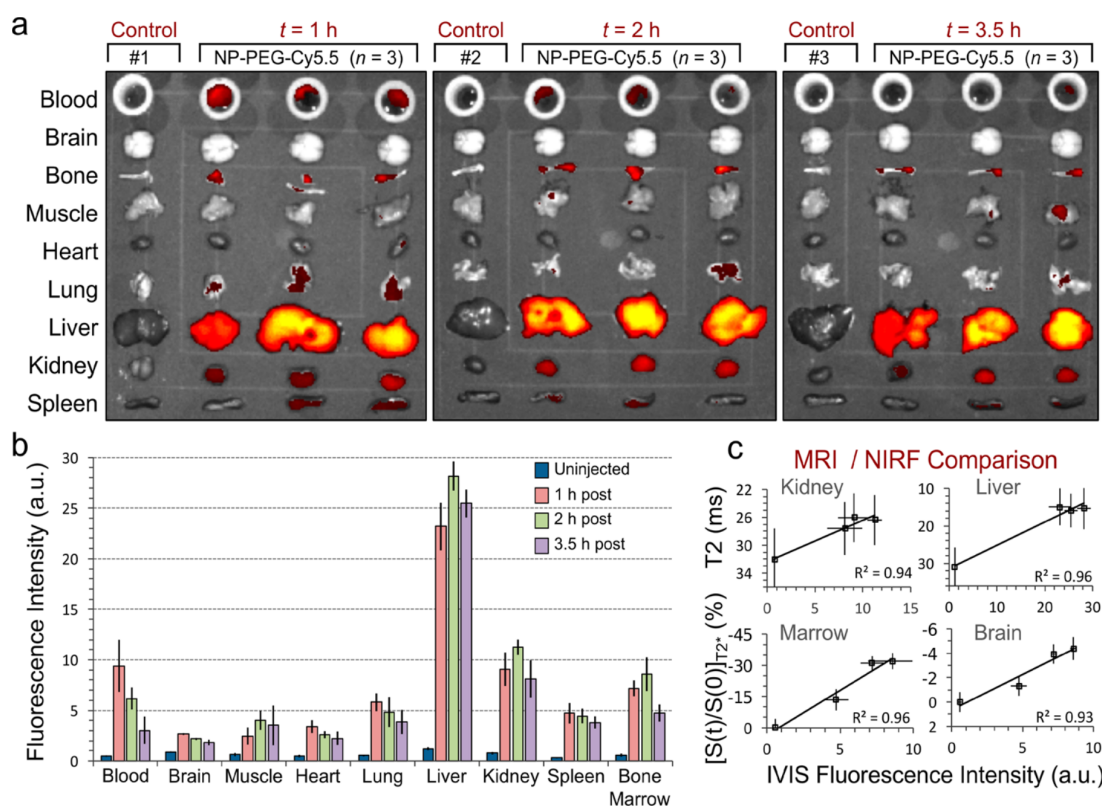 a
Control t = 1 h Control t = 2 h Control t = 3.5 h
#1 NP-PEG-Cy5.5 (n = 3) #2 NP-PEG-Cy5.5 (n = 3) #3 NP-PEG-Cy5.5 (n = 3)
Blood
Brain
Bone
Muscle
Heart
Lung
Liver
Kidney
Spleen
b
Fluorescence Intensity (a.u.)
30
25
20
15
10
5
0
Uninjected
1 h post
2 h post
3.5 h post
Blood Brain Muscle Heart Lung Liver Kidney Spleen Bone
Marrow
c
MRI / NIRF Comparison
T2 (ms)
Kidney
22
26
30
34
R² = 0.94
0 5 10 15
Liver
10
20
30
R² = 0.96
0 10 20 30
[S(t)/S(0)]T2* (%)
Marrow
-45
-30
-15
0
R² = 0.96
0 5 10
Brain
-6
-4
-2
0
2
R² = 0.93
0 5 10
IVIS Fluorescence Intensity (a.u.)